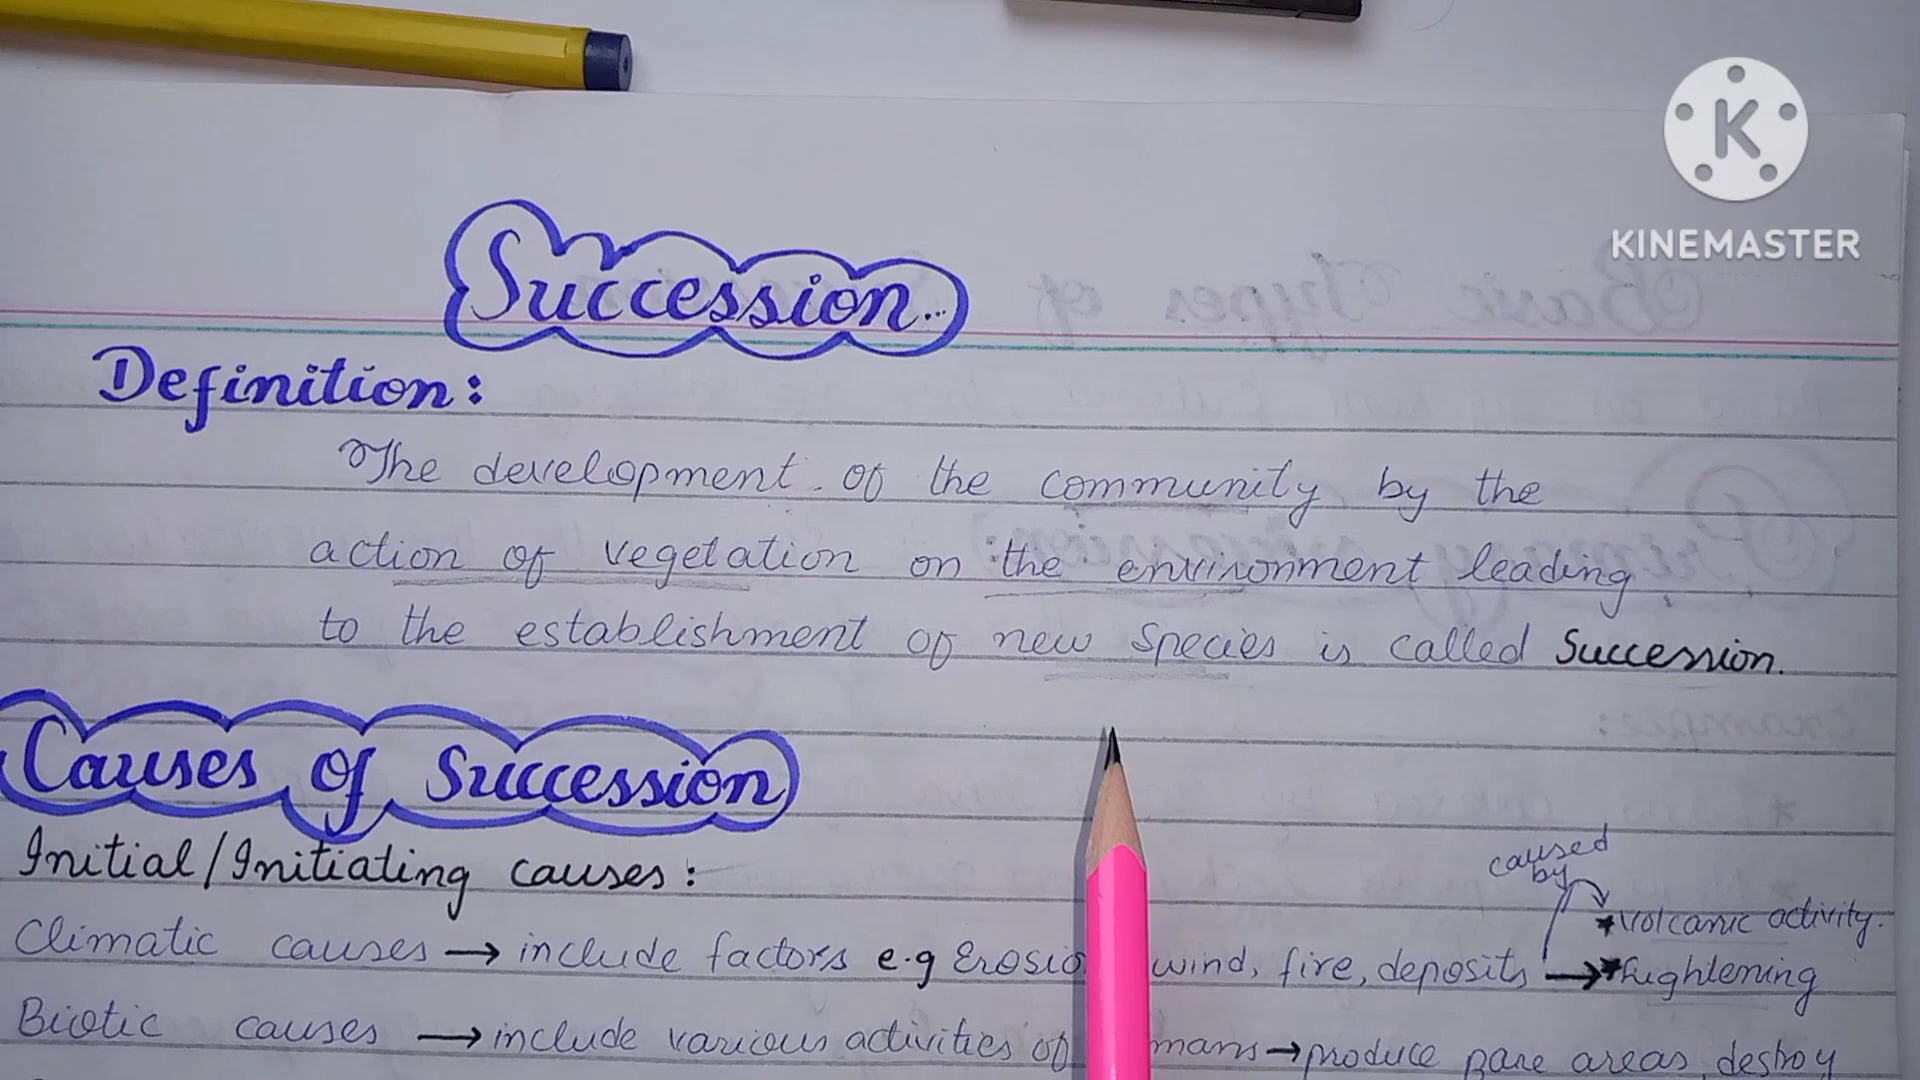 KINEMASTER
Succession..
Definition:
The development of the community by the
action of vegetation on the environment leading
to the establishment of new species is called Succession.
Causes of Succession
Initial/Initiating causes:
caused
by
*volcanic activity.
Climatic causes → include factors e.g Erosion wind, fire, deposits → *
Biotic causes → include various activities of → produce bare areas, destroy